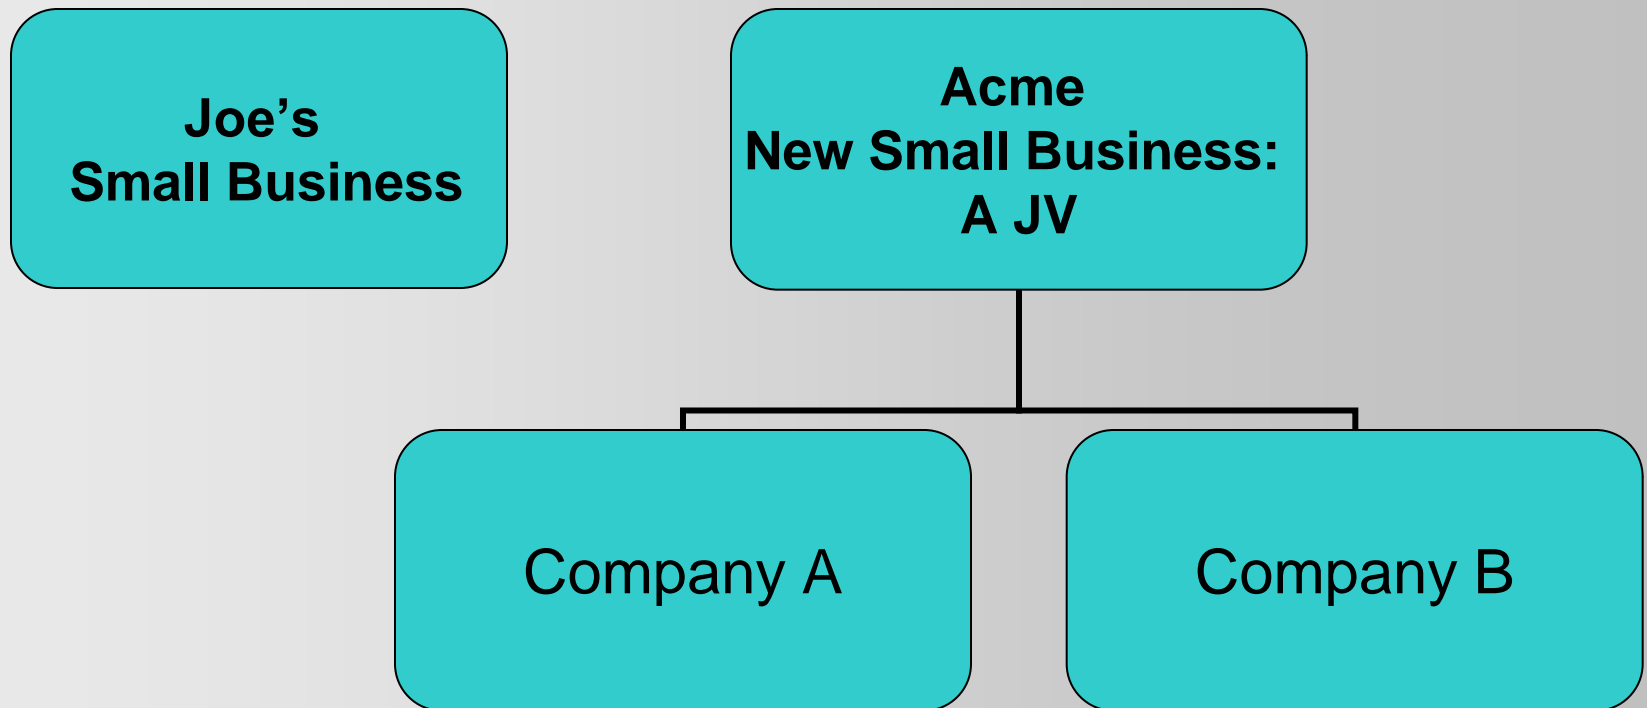 Joe’s
Small Business
Acme
New Small Business:
A JV
Company A
Company B